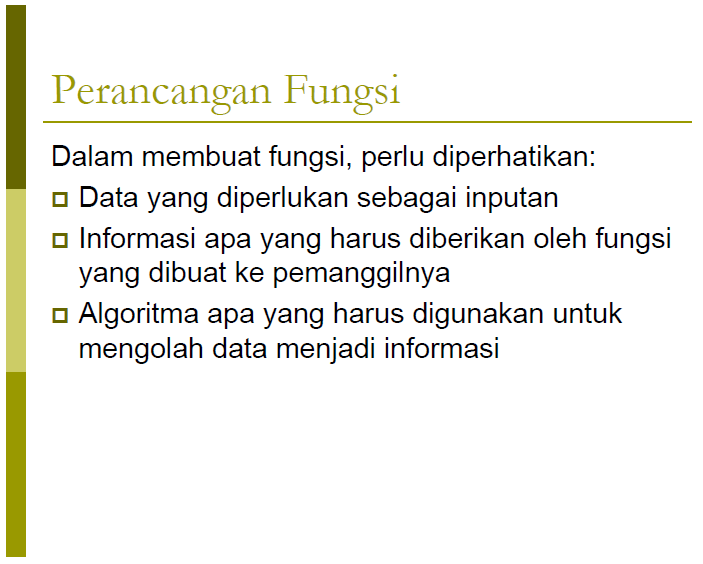 Perancangan Fungsi
Dalam membuat fungsi, perlu diperhatikan:
Data yang diperlukan sebagai inputan
Informasi apa yang harus diberikan oleh fungsi
yang dibuat ke pemanggilnya
Algoritma apa yang harus digunakan untuk
mengolah data menjadi informasi